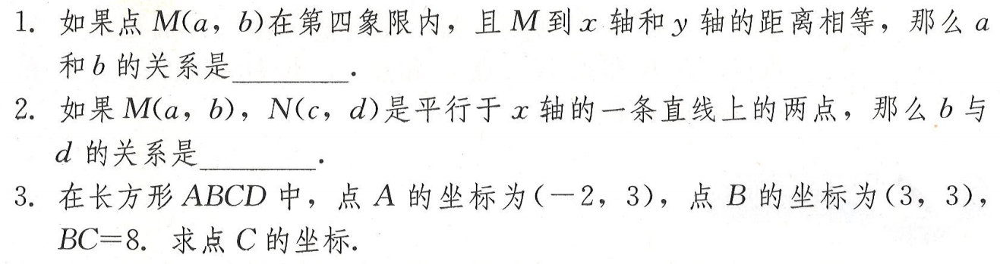 1. 如果点 M(a，b)在第四象限内，且 M 到 x 轴和 y 轴的距离相等，那么 a
和 b 的关系是________.
2. 如果 M(a，b)，N(c，d)是平行于 x 轴的一条直线上的两点，那么 b 与
d 的关系是________.
3. 在长方形 ABCD 中，点 A 的坐标为(－2，3)，点 B 的坐标为(3，3)，
BC=8. 求点 C 的坐标.